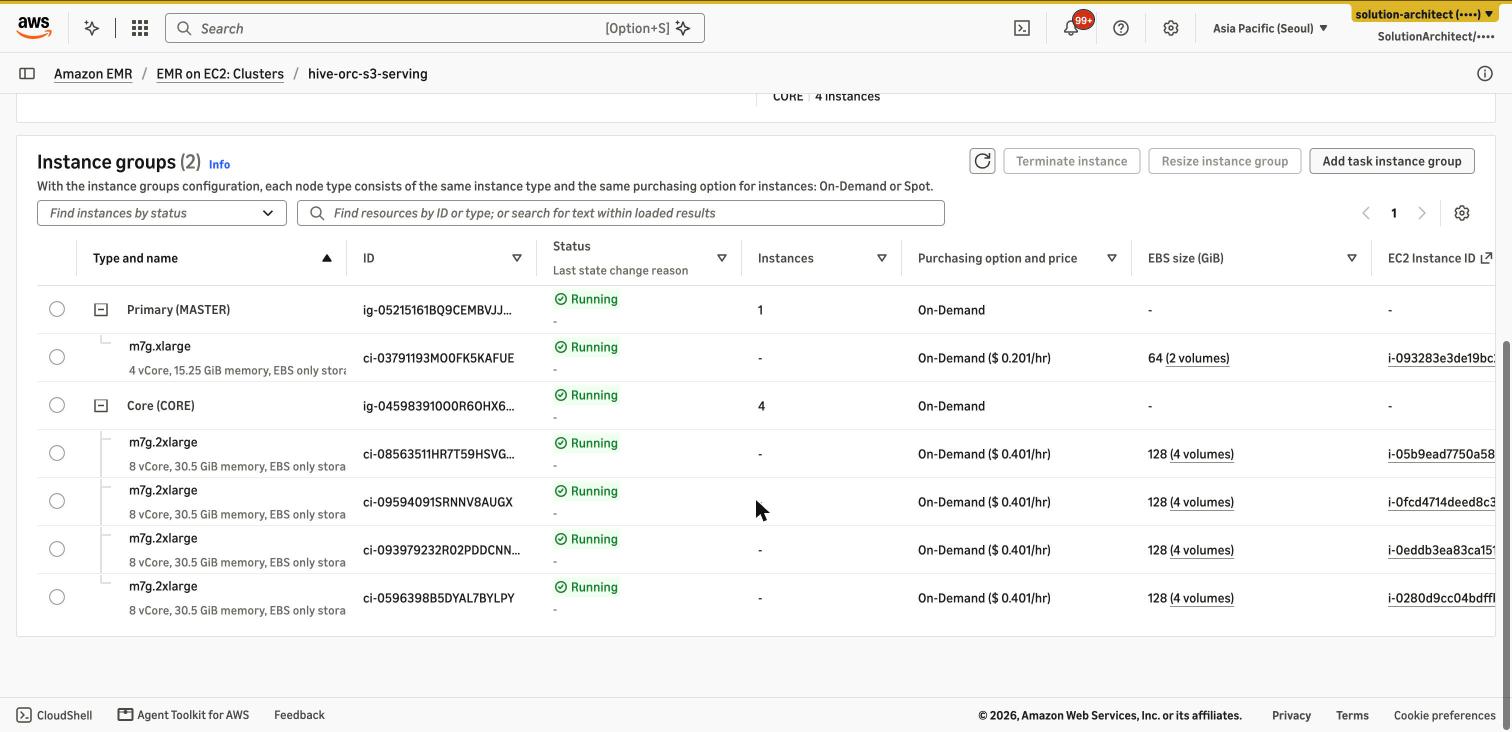 aws
Search [Option+S]
99+
Asia Pacific (Seoul)
solution-architect (••••)
SolutionArchitect/••••
Amazon EMR / EMR on EC2: Clusters / hive-orc-s3-serving
CORE 4 instances
Instance groups (2) Info
Terminate instance
Resize instance group
Add task instance group
With the instance groups configuration, each node type consists of the same instance type and the same purchasing option for instances: On-Demand or Spot.
Find instances by status
Find resources by ID or type; or search for text within loaded results
1
Type and name
ID
Status
Last state change reason
Instances
Purchasing option and price
EBS size (GiB)
EC2 Instance ID
Primary (MASTER) ig-05215161BQ9CEMBVJJ... Running 1 On-Demand - -
-
m7g.xlarge ci-03791193MO0FK5KAFUE Running - On-Demand ($ 0.201/hr) 64 (2 volumes) i-093283e3de19bc
4 vCore, 15.25 GiB memory, EBS only stora -
Core (CORE) ig-045983910O0R6OHX6... Running 4 On-Demand - -
-
m7g.2xlarge ci-08563511HR7T59HSVG... Running - On-Demand ($ 0.401/hr) 128 (4 volumes) i-05b9ead7750a58
8 vCore, 30.5 GiB memory, EBS only stora -
m7g.2xlarge ci-09594091SRNNV8AUGX Running - On-Demand ($ 0.401/hr) 128 (4 volumes) i-0fcd4714deed8c3
8 vCore, 30.5 GiB memory, EBS only stora -
m7g.2xlarge ci-093979232R02PDDCNN... Running - On-Demand ($ 0.401/hr) 128 (4 volumes) i-0eddb3ea83ca151
8 vCore, 30.5 GiB memory, EBS only stora -
m7g.2xlarge ci-0596398B5DYAL7BYLPY Running - On-Demand ($ 0.401/hr) 128 (4 volumes) i-0280d9cc04bdff
8 vCore, 30.5 GiB memory, EBS only stora -
CloudShell
Agent Toolkit for AWS
Feedback
© 2026, Amazon Web Services, Inc. or its affiliates.
Privacy
Terms
Cookie preferences